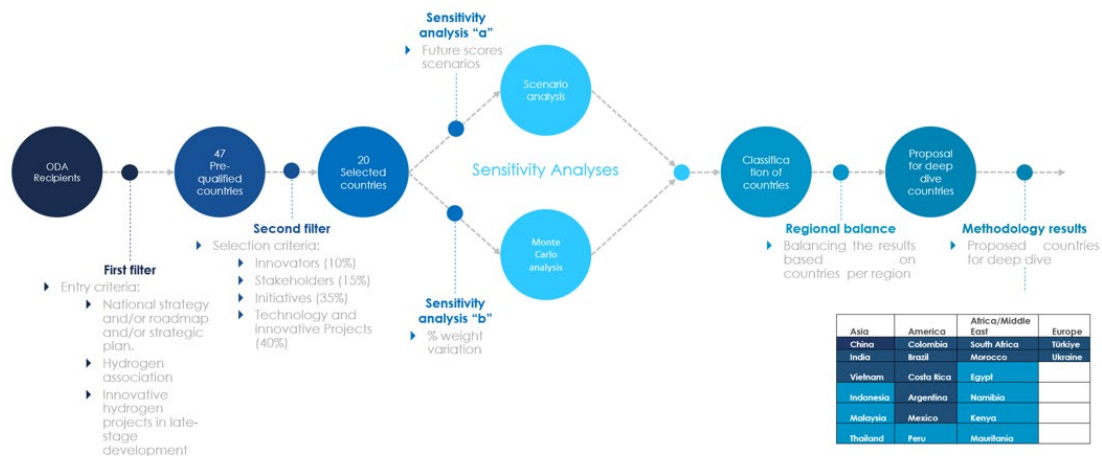 Sensitivity
analysis “a”
Future scores
scenarios
Scenario
analysis
ODA
Recipients
47
Pre-
qualified
countries
20
Selected
countries
Sensitivity Analyses
Classifica
tion of
countries
Proposal
for deep
dive
countries
First filter
Entry criteria:
National strategy
and/or roadmap
and/or strategic
plan.
Hydrogen
association
Innovative
hydrogen
projects in late-
stage
development
Second filter
Selection criteria:
Innovators (10%)
Stakeholders (15%)
Initiatives (35%)
Technology and
innovative Projects
(40%)
Monte
Carlo
analysis
Sensitivity
analysis “b”
% weight
variation
Regional balance
Balancing the results
based on
countries per region
Methodology results
Proposed countries
for deep dive
Asia America Africa/Middle East Europe
China Colombia South Africa Türkiye
India Brazil Morocco Ukraine
Vietnam Costa Rica Egypt
Indonesia Argentina Namibia
Malaysia Mexico Kenya
Thailand Peru Mauritania